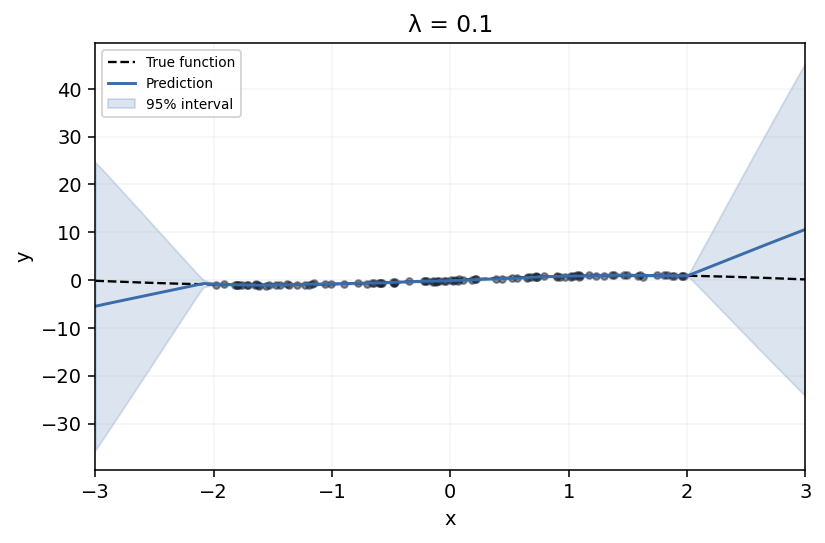 λ = 0.1
True function
Prediction
95% interval
40
30
20
10
0
−10
−20
−30
y
−3 −2 −1 0 1 2 3
x